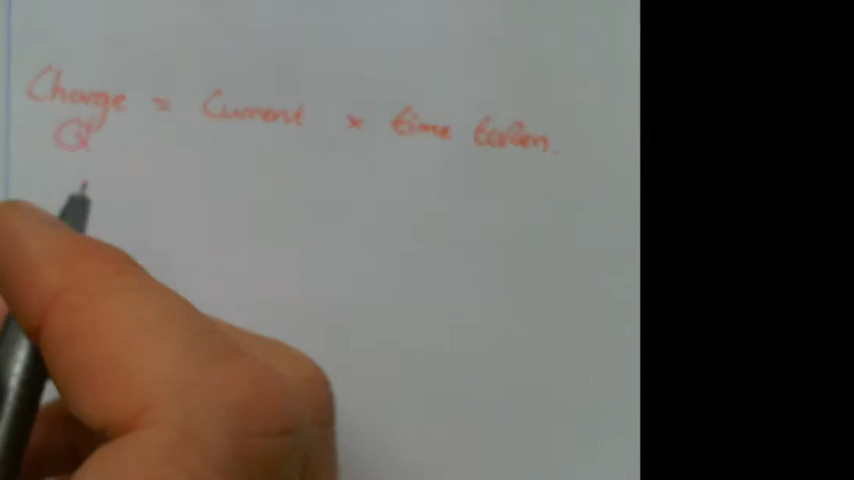 Charge = Current × time taken.
Q